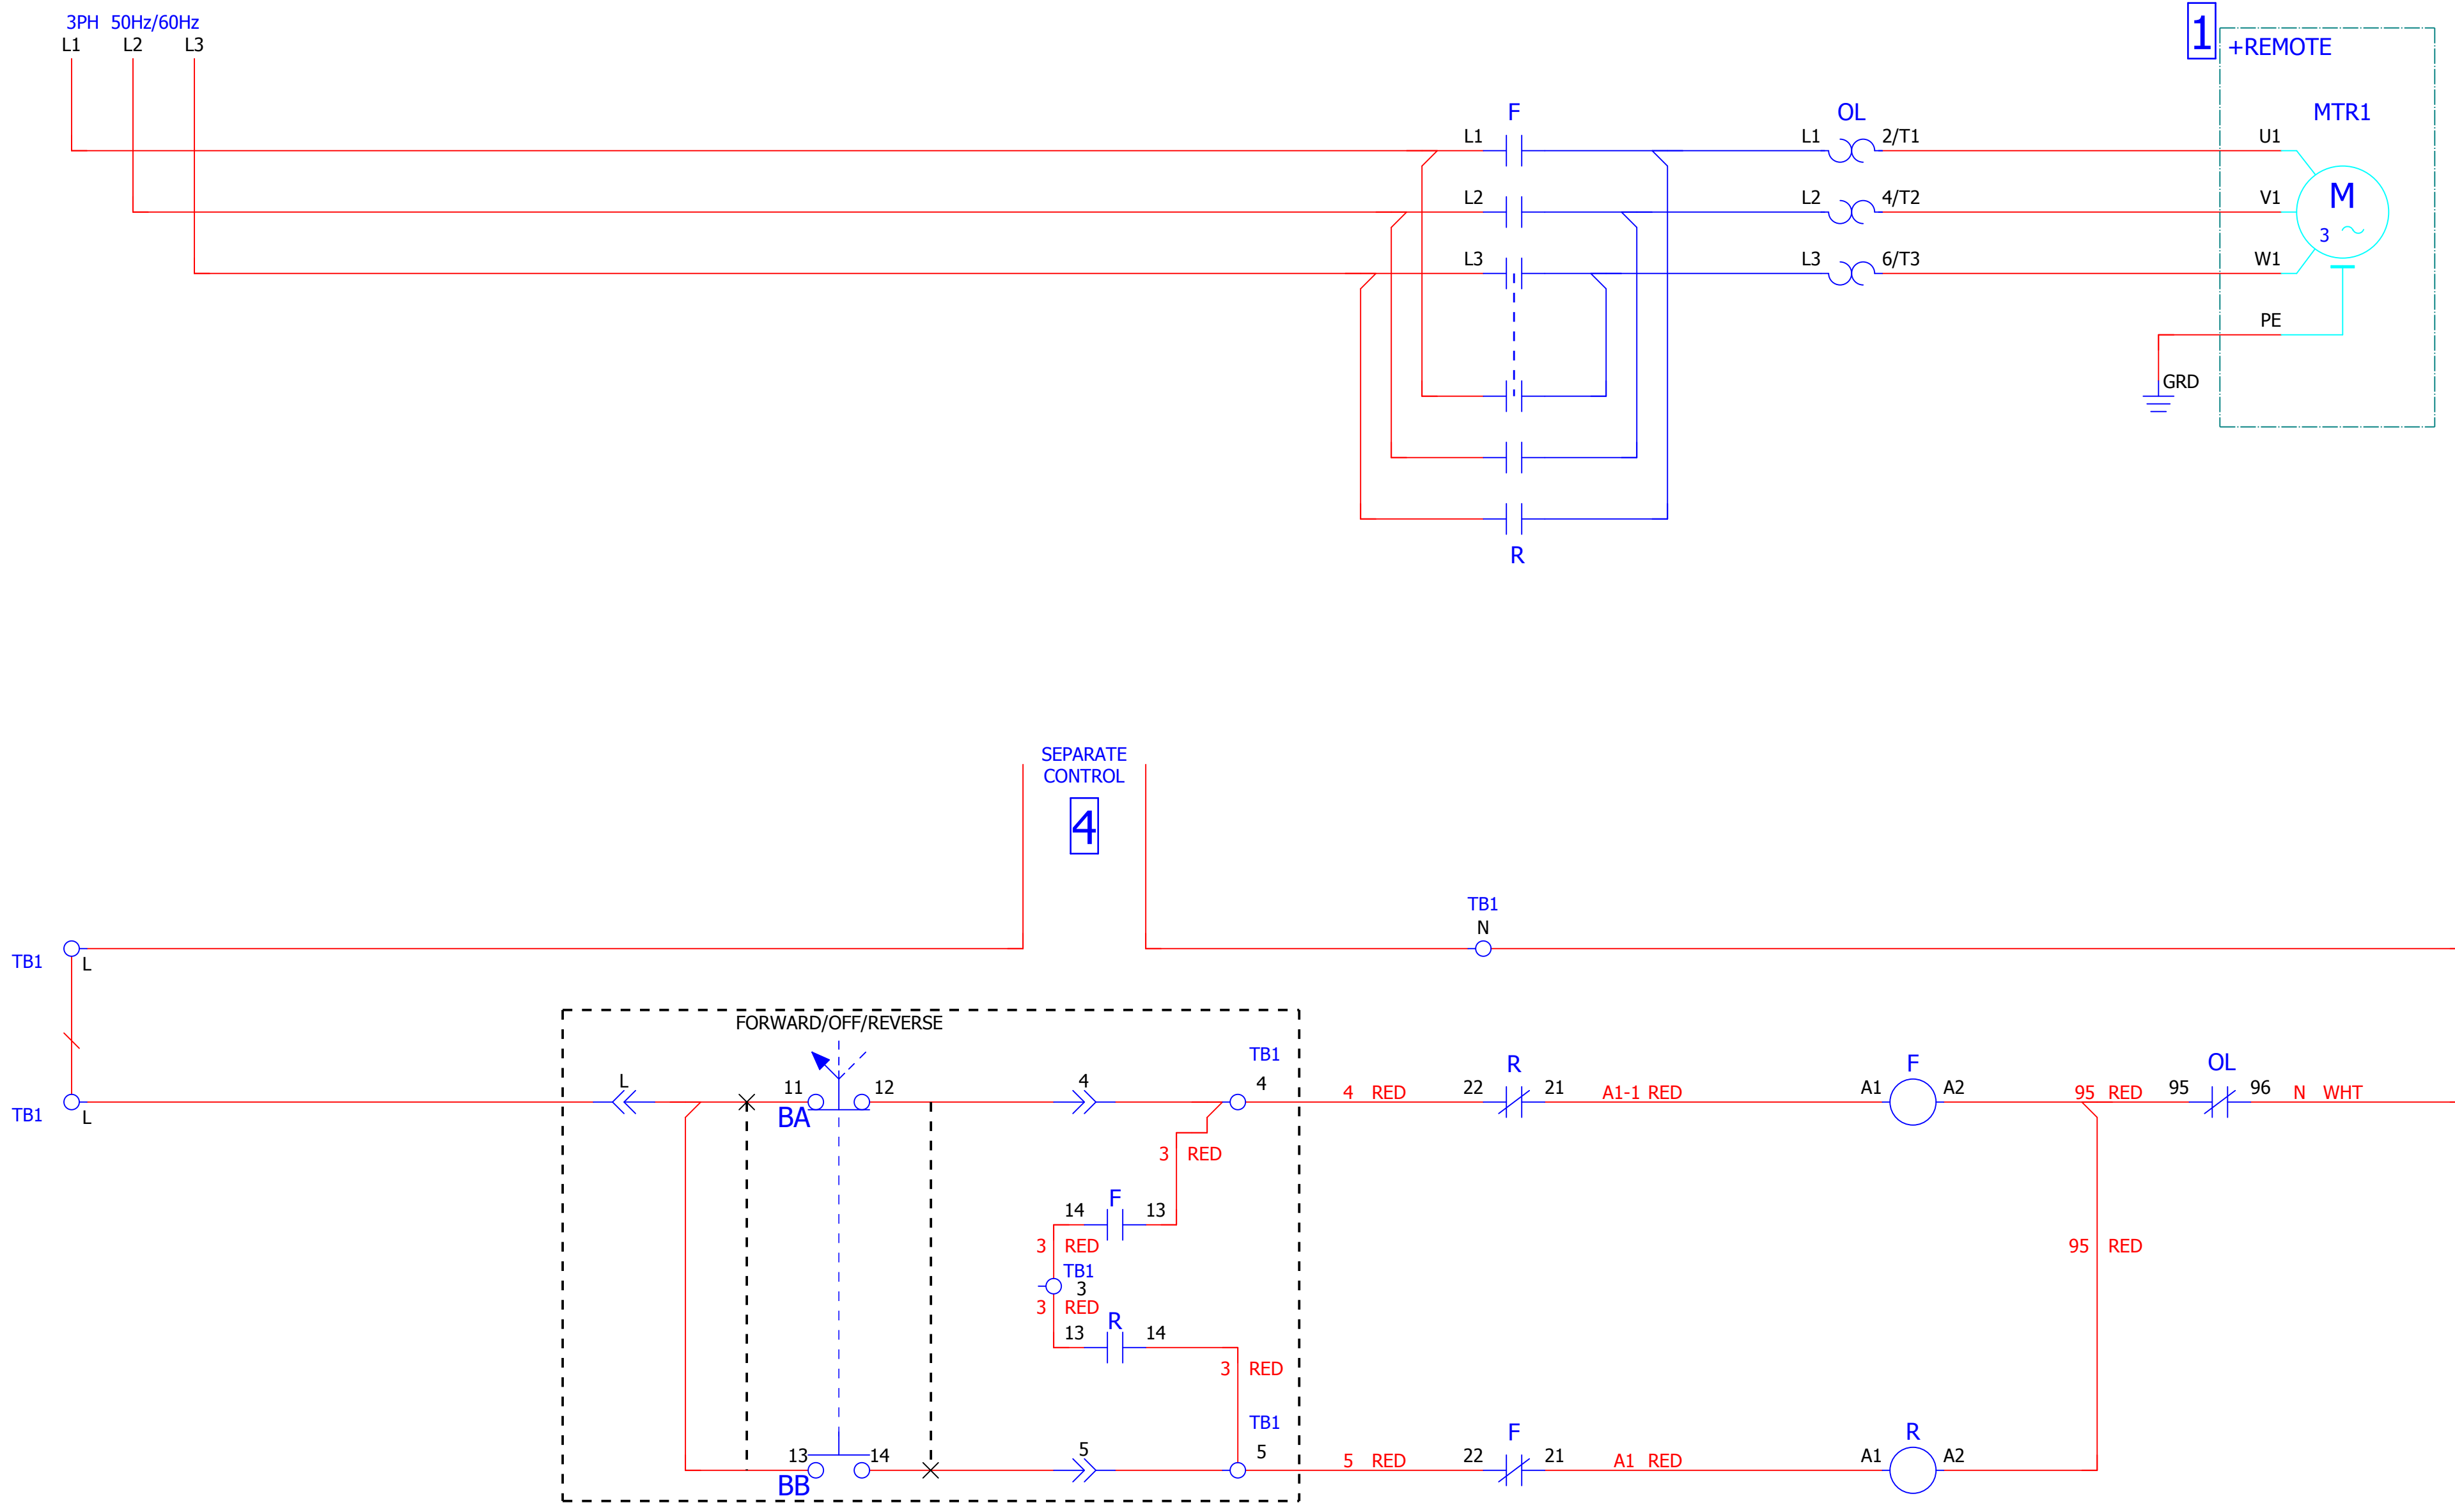 3PH 50Hz/60Hz
L1 L2 L3
1
+REMOTE
F OL MTR1
L1 L1 2/T1 U1
L2 L2 4/T2 V1
M
3
L3 L3 6/T3 W1
PE
GRD
R
SEPARATE
CONTROL
4
TB1
N
TB1 L
FORWARD/OFF/REVERSE
TB1
L 11 12 4 4
R F OL
4 RED 22 21 A1-1 RED A1 A2 95 RED 95 96 N WHT
TB1 L
BA
3 RED
F
14 13
3 RED
95 RED
TB1
3
3 RED
R
13 14
3 RED
TB1
13 14 5 5
F R
5 RED 22 21 A1 RED A1 A2
BB